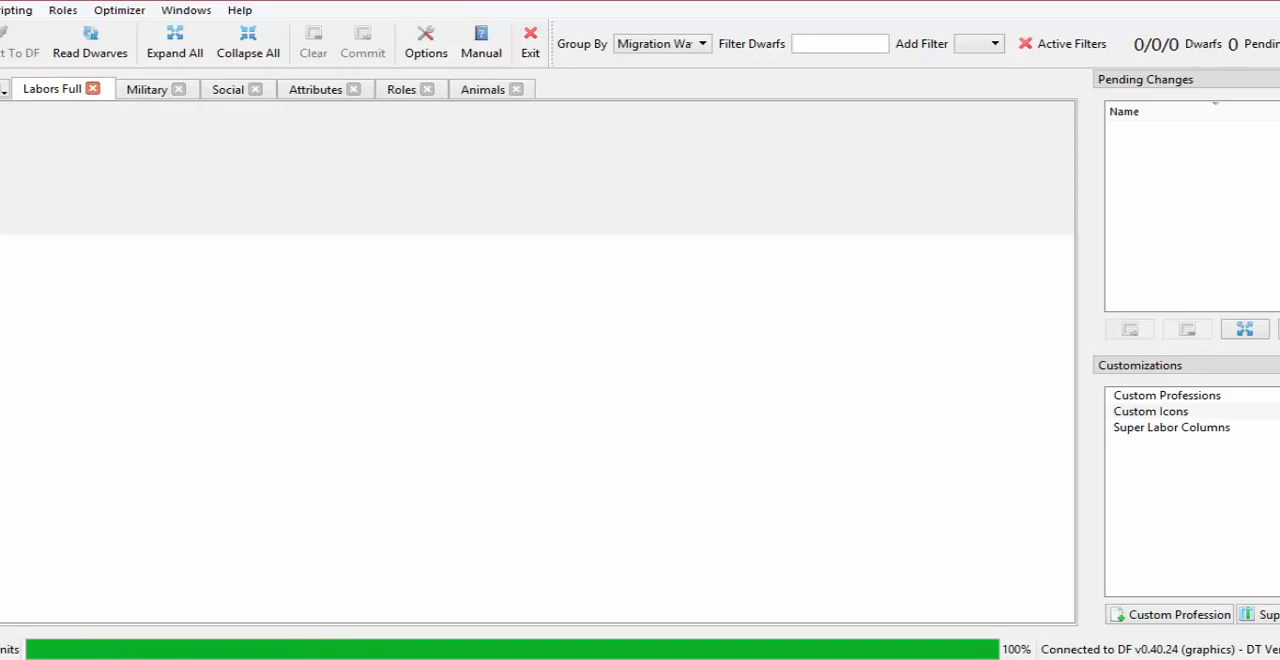 ipting Roles Optimizer Windows Help
t To DF Read Dwarves Expand All Collapse All Clear Commit Options Manual Exit Group By Migration Wa Filter Dwarfs Add Filter Active Filters 0/0/0 Dwarfs 0 Pendin
Labors Full Military Social Attributes Roles Animals
Pending Changes
Name
Customizations
Custom Professions
Custom Icons
Super Labor Columns
Custom Profession Sup
nits 100% Connected to DF v0.40.24 (graphics) - DT Ver